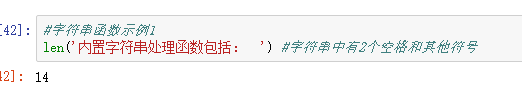 [42]: #字符串函数示例1
len('内置字符串处理函数包括：  ') #字符串中有2个空格和其他符号
42]: 14